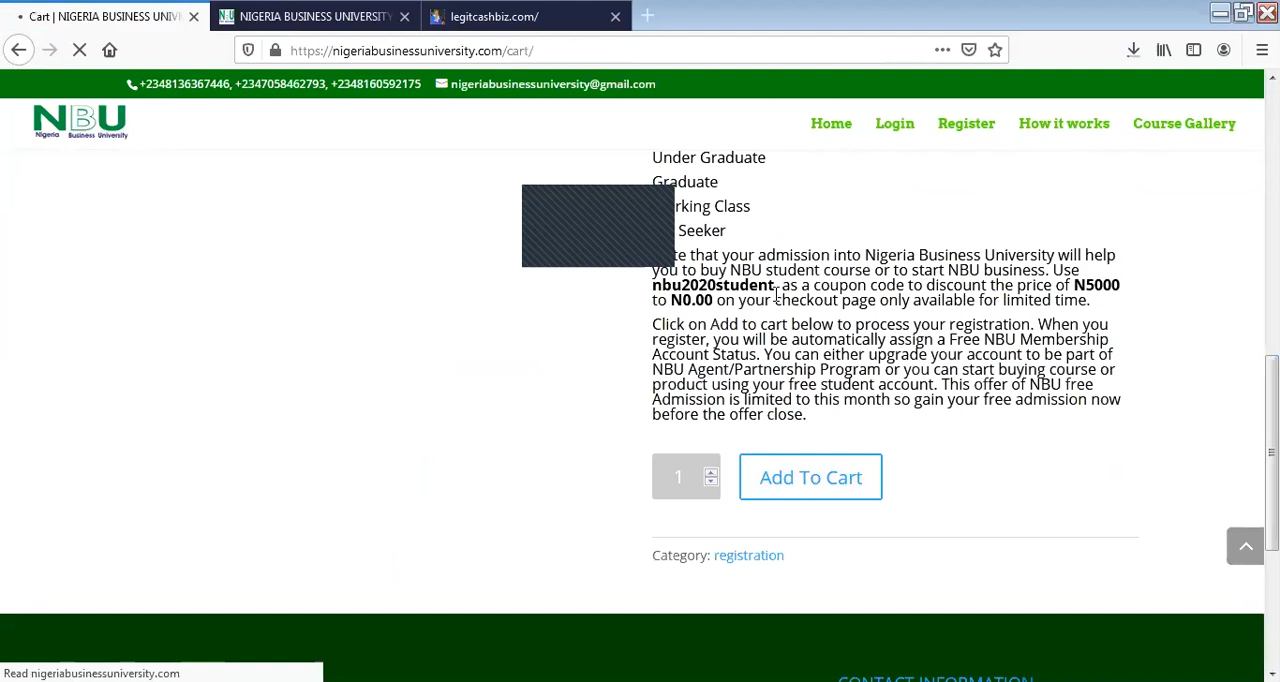 Cart | NIGERIA BUSINESS UNIV
NIGERIA BUSINESS UNIVERSITY
legitcashbiz.com/
https://nigeriabusinessuniversity.com/cart/
+2348136367446, +2347058462793, +2348160592175
nigeriabusinessuniversity@gmail.com
NBU
Nigeria Business University
Home
Login
Register
How it works
Course Gallery
Under Graduate
Graduate
rking Class
Seeker
te that your admission into Nigeria Business University will help
you to buy NBU student course or to start NBU business. Use
nbu2020student, as a coupon code to discount the price of N5000
to N0.00 on your checkout page only available for limited time.
Click on Add to cart below to process your registration. When you
register, you will be automatically assign a Free NBU Membership
Account Status. You can either upgrade your account to be part of
NBU Agent/Partnership Program or you can start buying course or
product using your free student account. This offer of NBU free
Admission is limited to this month so gain your free admission now
before the offer close.
1
Add To Cart
Category: registration
CONTACT INFORMATION
Read nigeriabusinessuniversity.com